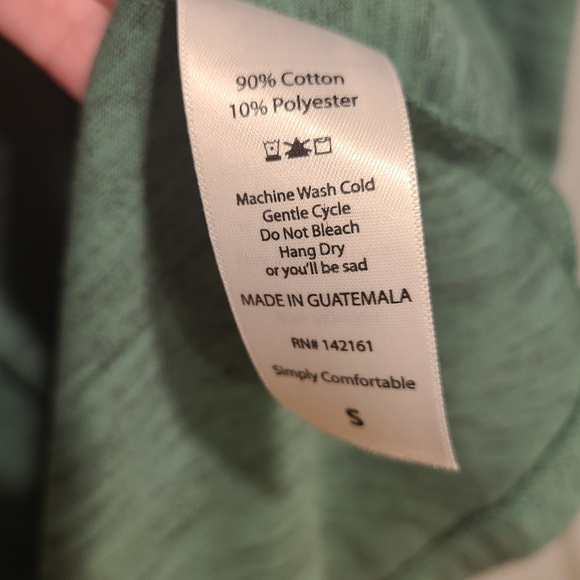 90% Cotton
10% Polyester
Machine Wash Cold
Gentle Cycle
Do Not Bleach
Hang Dry
or you'll be sad
MADE IN GUATEMALA
RN# 142161
Simply Comfortable
S